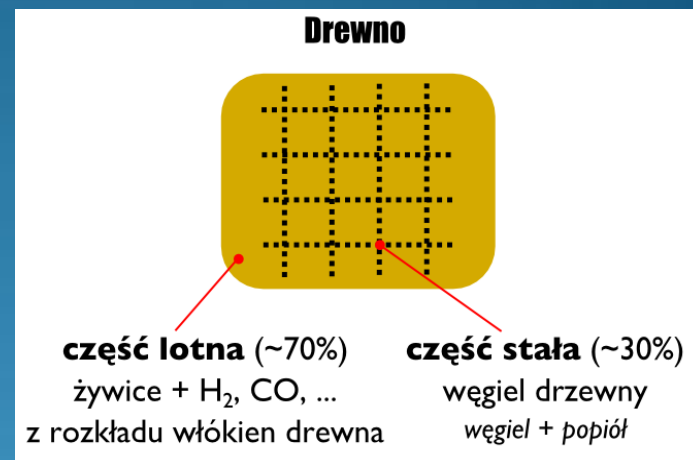 Drewno
część lotna (~70%)
żywice + H₂, CO, ...
z rozkładu włókien drewna
część stała (~30%)
węgiel drzewny
węgiel + popiół